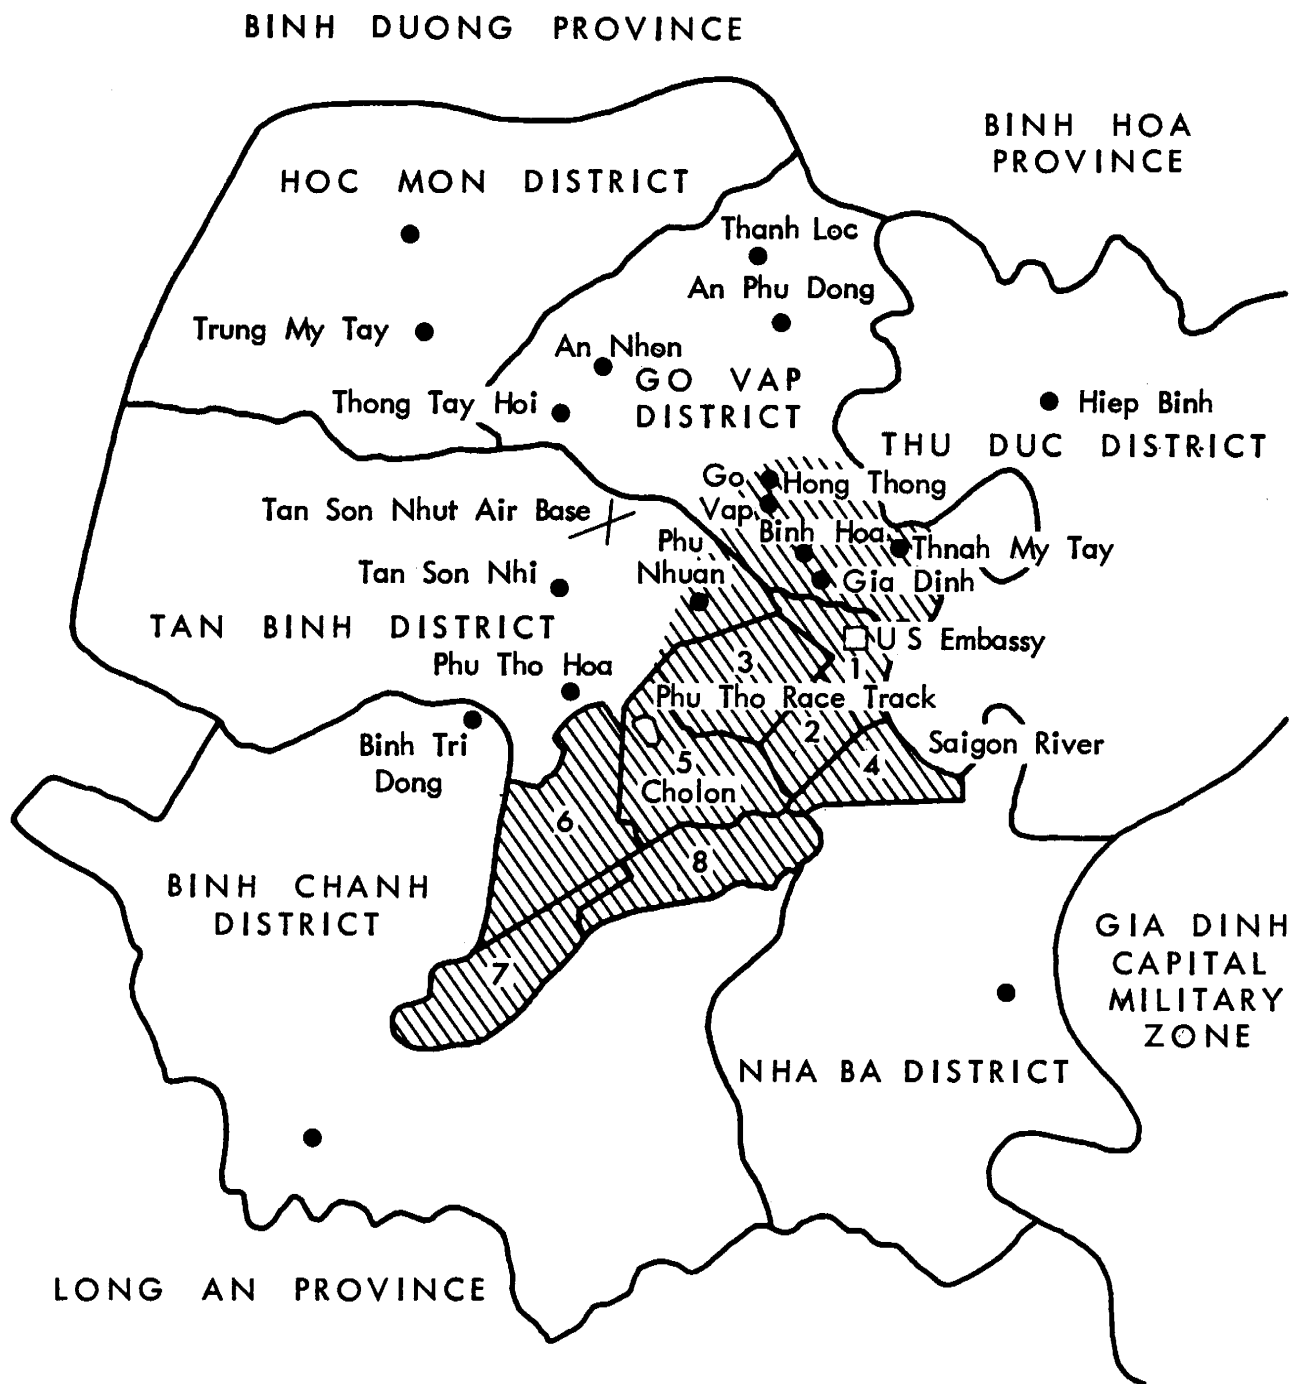 BINH DUONG PROVINCE
BINH HOA
PROVINCE
HOC MON DISTRICT
Thanh Loc
An Phu Dong
Trung My Tay
An Nhon
GO VAP
DISTRICT
Thong Tay Hoi
Hiep Binh
THU DUC DISTRICT
Go
Vap
Hong Thong
Tan Son Nhut Air Base
Binh Hoa
Phu
Nhuan
Thnah My Tay
Tan Son Nhi
Gia Dinh
TAN BINH DISTRICT
U S Embassy
Phu Tho Hoa
3
1
Phu Tho Race Track
2
Binh Tri
Dong
Saigon River
5
4
Cholon
6
8
BINH CHANH
DISTRICT
7
GIA DINH
CAPITAL
MILITARY
ZONE
NHA BA DISTRICT
LONG AN PROVINCE